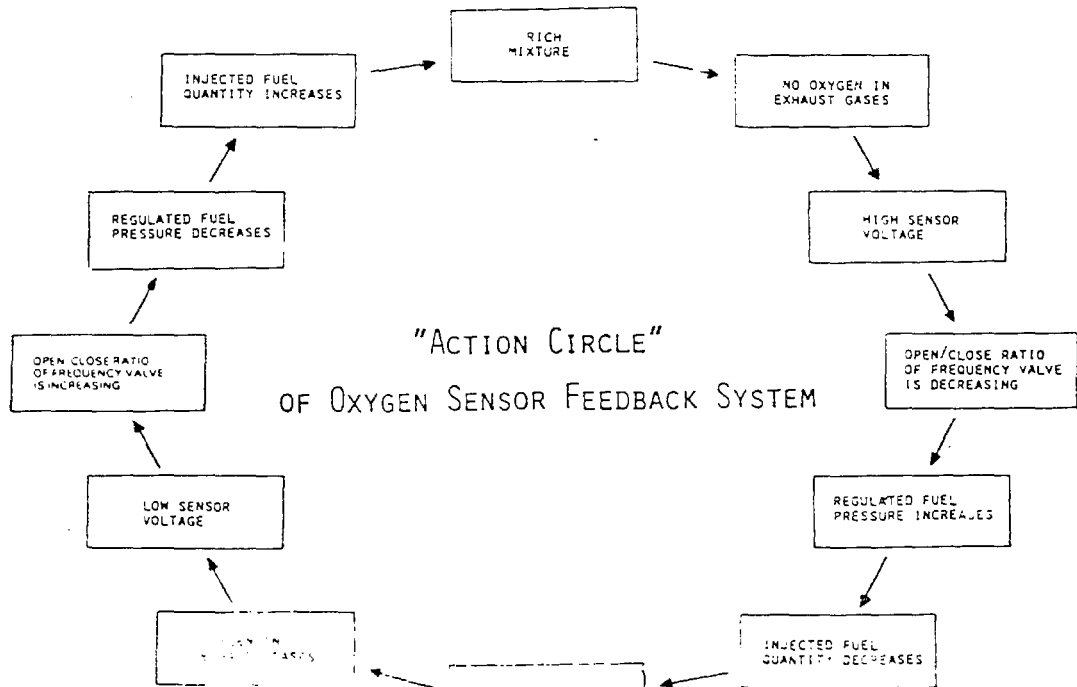 RICH
MIXTURE
NO OXYGEN IN
EXHAUST GASES
HIGH SENSOR
VOLTAGE
OPEN/CLOSE RATIO
OF FREQUENCY VALVE
IS DECREASING
REGULATED FUEL
PRESSURE INCREASES
INJECTED FUEL
QUANTITY DECREASES
LOW SENSOR
VOLTAGE
OPEN CLOSE RATIO
OF FREQUENCY VALVE
IS INCREASING
REGULATED FUEL
PRESSURE DECREASES
INJECTED FUEL
QUANTITY INCREASES
"ACTION CIRCLE"
OF OXYGEN SENSOR FEEDBACK SYSTEM